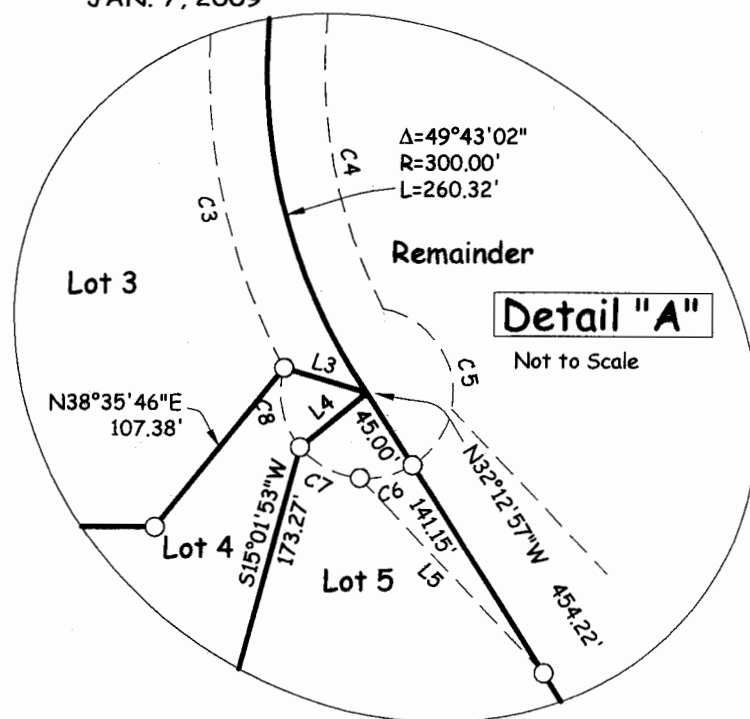 JAN. 7, 2009
Δ=49°43'02"
R=300.00'
L=260.32'
C4
C3
Remainder
Lot 3
Detail "A"
Not to Scale
L3
C5
N38°35'46"E
107.38'
C8
L4
45.00'
N32°12'57"W
454.22'
C7
C6
141.15'
S15°01'53"W
173.27'
Lot 4
L5
Lot 5